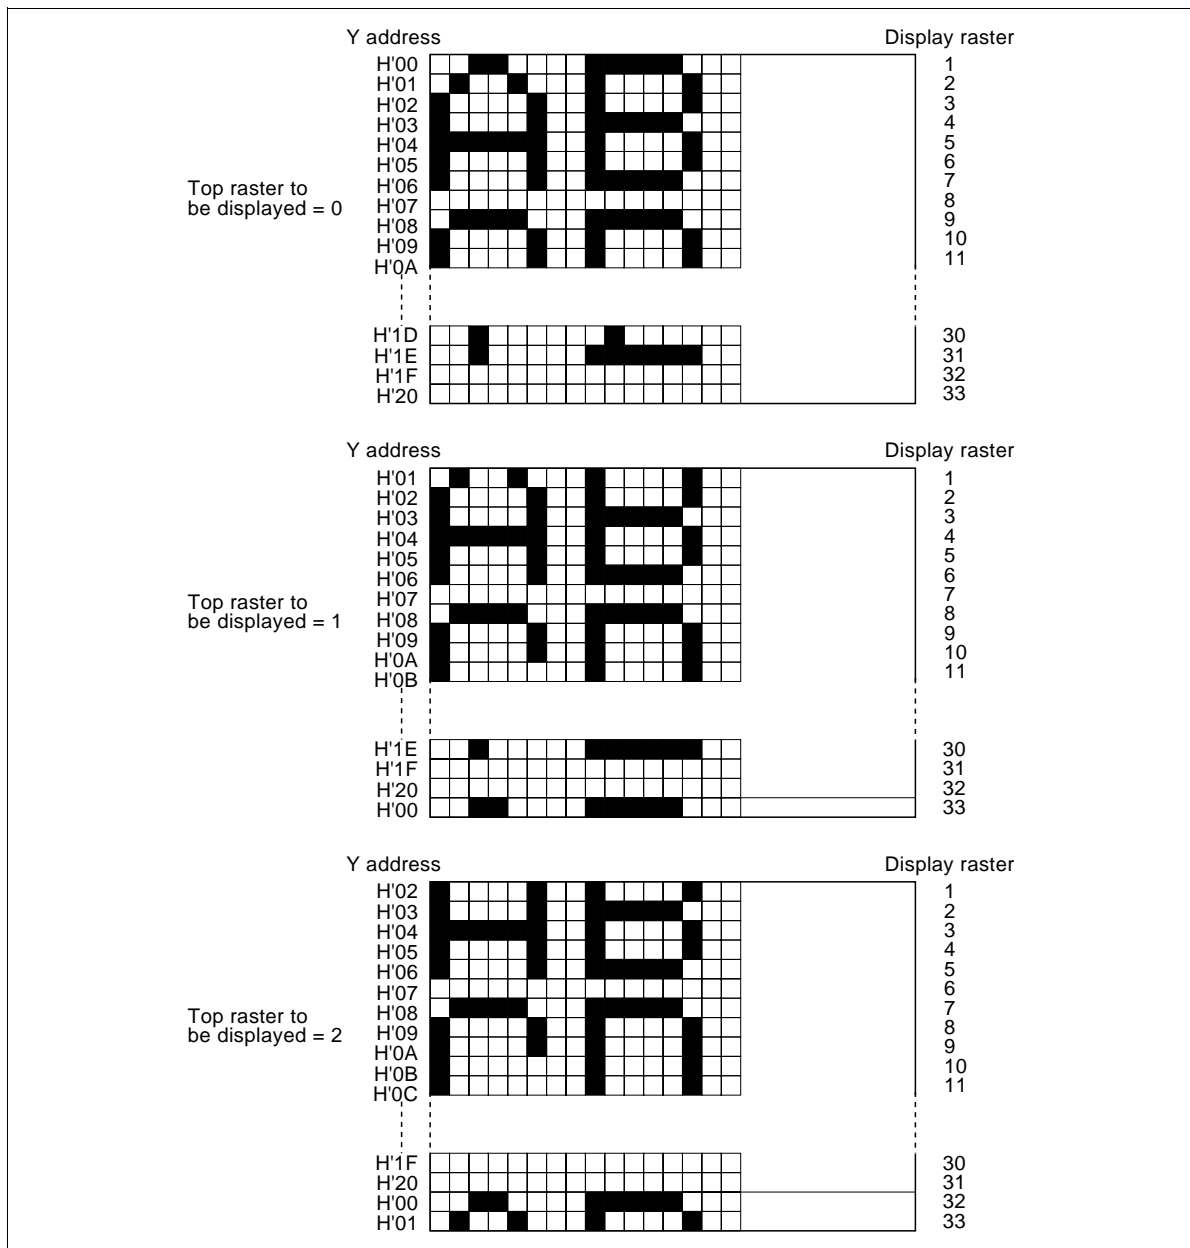 Y address Display raster
H'00 1
H'01 2
H'02 3
H'03 4
H'04 5
H'05 6
H'06 7
Top raster to
be displayed = 0
H'07 8
H'08 9
H'09 10
H'0A 11
H'1D 30
H'1E 31
H'1F 32
H'20 33
Y address Display raster
H'01 1
H'02 2
H'03 3
H'04 4
H'05 5
H'06 6
Top raster to
be displayed = 1
H'07 7
H'08 8
H'09 9
H'0A 10
H'0B 11
H'1E 30
H'1F 31
H'20 32
H'00 33
Y address Display raster
H'02 1
H'03 2
H'04 3
H'05 4
H'06 5
H'07 6
Top raster to
be displayed = 2
H'08 7
H'09 8
H'0A 9
H'0B 10
H'0C 11
H'1F 30
H'20 31
H'00 32
H'01 33